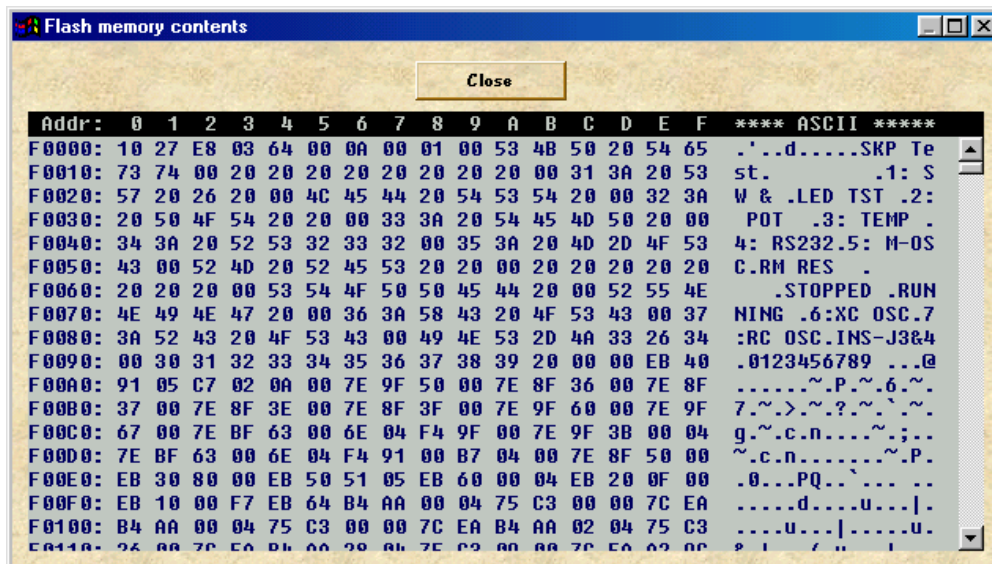 Flash memory contents
Close
Addr: 0 1 2 3 4 5 6 7 8 9 A B C D E F **** ASCII *****
F0000: 10 27 E8 03 64 00 0A 00 01 00 53 4B 50 20 54 65 .'..d.....SKP Te
F0010: 73 74 00 20 20 20 20 20 20 20 20 00 31 3A 20 53 st.        .1: S
F0020: 57 20 26 20 00 4C 45 44 20 54 53 54 20 00 32 3A W & .LED TST .2:
F0030: 20 50 4F 54 20 20 00 33 3A 20 54 45 4D 50 20 00  POT  .3: TEMP .
F0040: 34 3A 20 52 53 32 33 32 00 35 3A 20 4D 2D 4F 53 4: RS232.5: M-OS
F0050: 43 00 52 4D 20 52 45 53 20 20 00 20 20 20 20 20 C.RM RES  .
F0060: 20 20 20 00 53 54 4F 50 50 45 44 20 00 52 55 4E    .STOPPED .RUN
F0070: 4E 49 4E 47 20 00 36 3A 58 43 20 4F 53 43 00 37 NING .6:XC OSC.7
F0080: 3A 52 43 20 4F 53 43 00 49 4E 53 2D 4A 33 26 34 :RC OSC.INS-J3&4
F0090: 00 30 31 32 33 34 35 36 37 38 39 20 00 00 EB 40 .0123456789 ...@
F00A0: 91 05 C7 02 0A 00 7E 9F 50 00 7E 8F 36 00 7E 8F ......~.P.~.6.~.
F00B0: 37 00 7E 8F 3E 00 7E 8F 3F 00 7E 9F 60 00 7E 9F 7.~.>.~.?.~.`.~.
F00C0: 67 00 7E BF 63 00 6E 04 F4 9F 00 7E 9F 3B 00 04 g.~.c.n....~.;..
F00D0: 7E BF 63 00 6E 04 F4 91 00 B7 04 00 7E 8F 50 00 ~.c.n.......~.P.
F00E0: EB 30 80 00 EB 50 51 05 EB 60 00 04 EB 20 0F 00 .0...PQ..`... ..
F00F0: EB 10 00 F7 EB 64 B4 AA 00 04 75 C3 00 00 7C EA .....d....u...|.
F0100: B4 AA 00 04 75 C3 00 00 7C EA B4 AA 02 04 75 C3 ....u...|.....u.